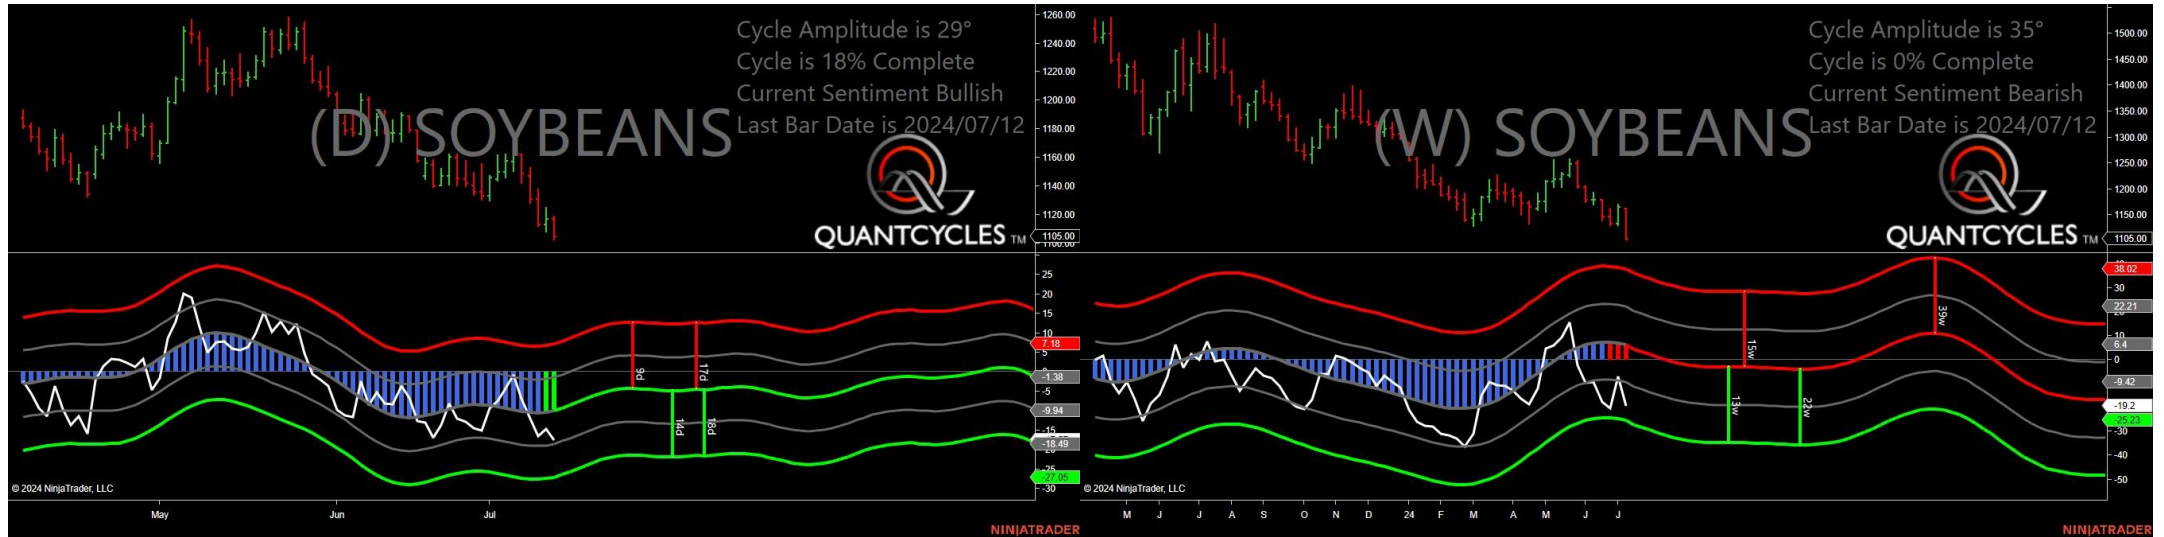 Cycle Amplitude is 29°
Cycle is 18% Complete
Current Sentiment Bullish
Last Bar Date is 2024/07/12
(D) SOYBEANS
QUANTCYCLES TM
1260.00
1240.00
1220.00
1200.00
1180.00
1160.00
1140.00
1120.00
1105.00
25
20
15
10
7.18
5
-1.38
-5
-9.94
-15
-18.49
-27.05
-30
9d
17d
14d
18d
© 2024 NinjaTrader, LLC
May
Jun
Jul
NINJATRADER
Cycle Amplitude is 35°
Cycle is 0% Complete
Current Sentiment Bearish
Last Bar Date is 2024/07/12
(W) SOYBEANS
QUANTCYCLES TM
1500.00
1450.00
1400.00
1350.00
1300.00
1250.00
1200.00
1150.00
1105.00
38.02
30
22.21
10
6.4
0
-9.42
-19.2
-25.23
-30
-40
-50
15w
39w
13w
22w
© 2024 NinjaTrader, LLC
M J J A S O N D 24 F M A M J J
NINJATRADER